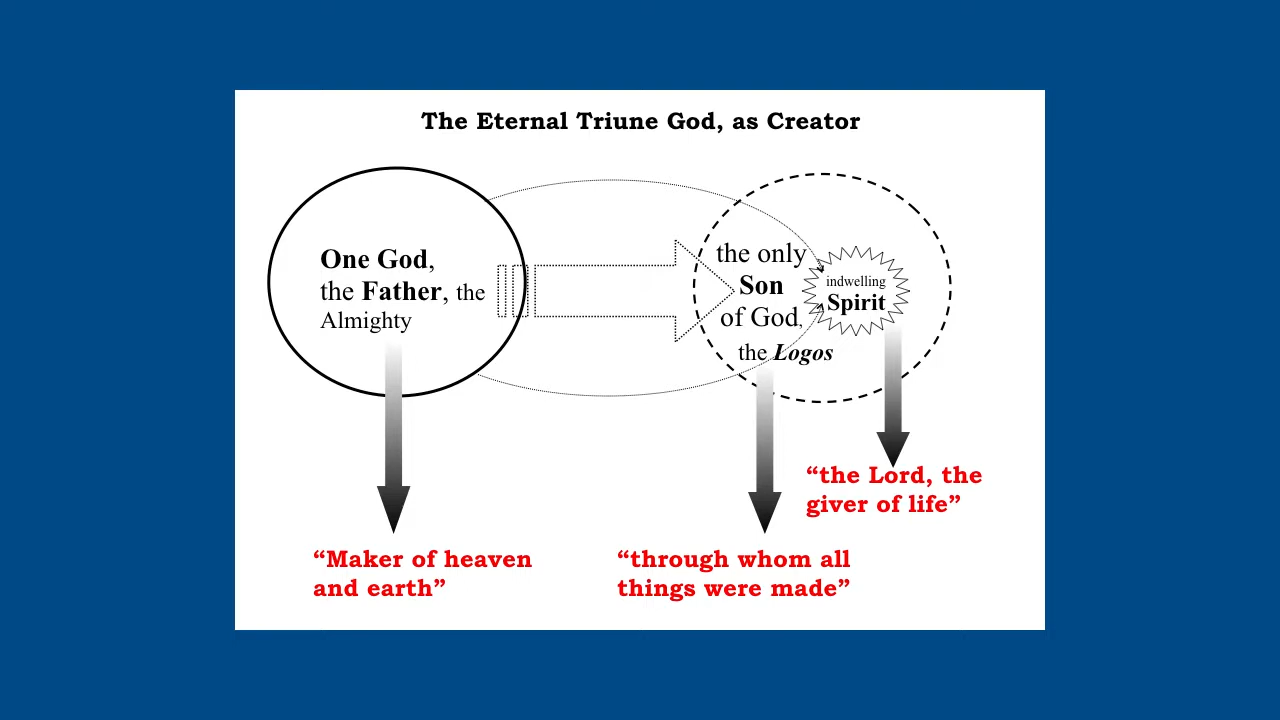 The Eternal Triune God, as Creator
One God,
the Father, the
Almighty
the only
Son
of God,
the Logos
indwelling
Spirit
“the Lord, the
giver of life”
“Maker of heaven
and earth”
“through whom all
things were made”